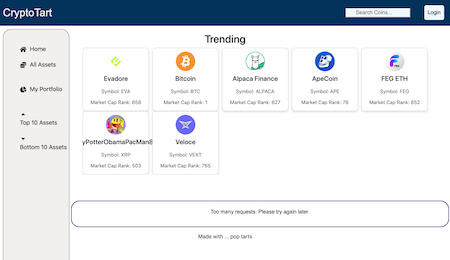 CryptoTart
Search Coins...
Login
Home
All Assets
My Portfolio
Top 10 Assets
Bottom 10 Assets
Trending
Evadore
Symbol: EVA
Market Cap Rank: 658
Bitcoin
Symbol: BTC
Market Cap Rank: 1
Alpaca Finance
Symbol: ALPACA
Market Cap Rank: 627
ApeCoin
Symbol: APE
Market Cap Rank: 78
FEG ETH
Symbol: FEG
Market Cap Rank: 852
yPotterObamaPacMan8
Symbol: XRP
Market Cap Rank: 503
Veloce
Symbol: VEXT
Market Cap Rank: 765
Too many requests. Please try again later.
Made with ... pop tarts